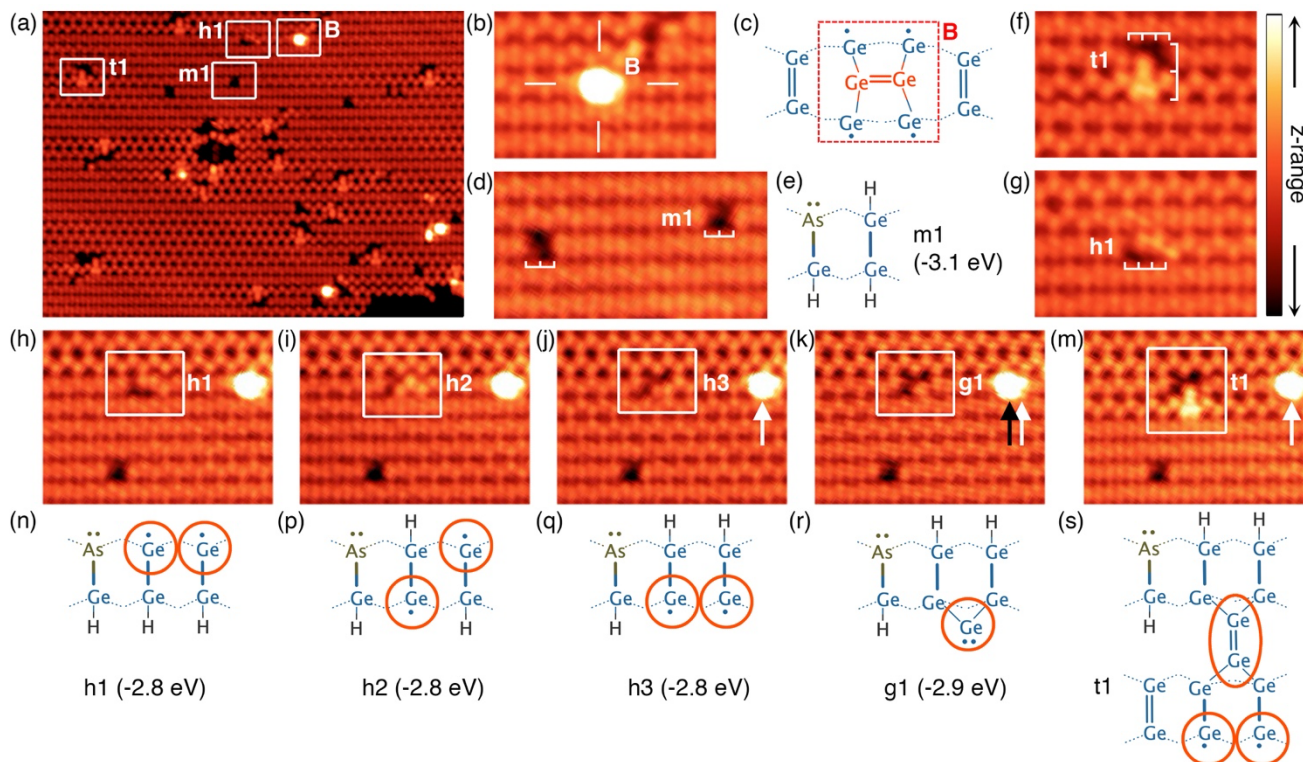 (a)
h1
B
t1
m1
(b)
B
(c)
B
Ge Ge
Ge Ge=Ge Ge
Ge Ge
Ge Ge
(d)
m1
(e)
H
As Ge
Ge Ge
H H
m1
(-3.1 eV)
(f)
t1
(g)
h1
z-range
(h)
h1
(i)
h2
(j)
h3
(k)
g1
(m)
t1
(n)
As Ge Ge
Ge Ge Ge
H H H
h1 (-2.8 eV)
(p)
H
As Ge Ge
Ge Ge Ge
H H
h2 (-2.8 eV)
(q)
H H
As Ge Ge
Ge Ge Ge
H
h3 (-2.8 eV)
(r)
H H
As Ge Ge
Ge Ge Ge
H Ge
g1 (-2.9 eV)
(s)
H H
As Ge Ge
Ge Ge Ge
H Ge
Ge
t1
Ge Ge Ge
Ge Ge Ge